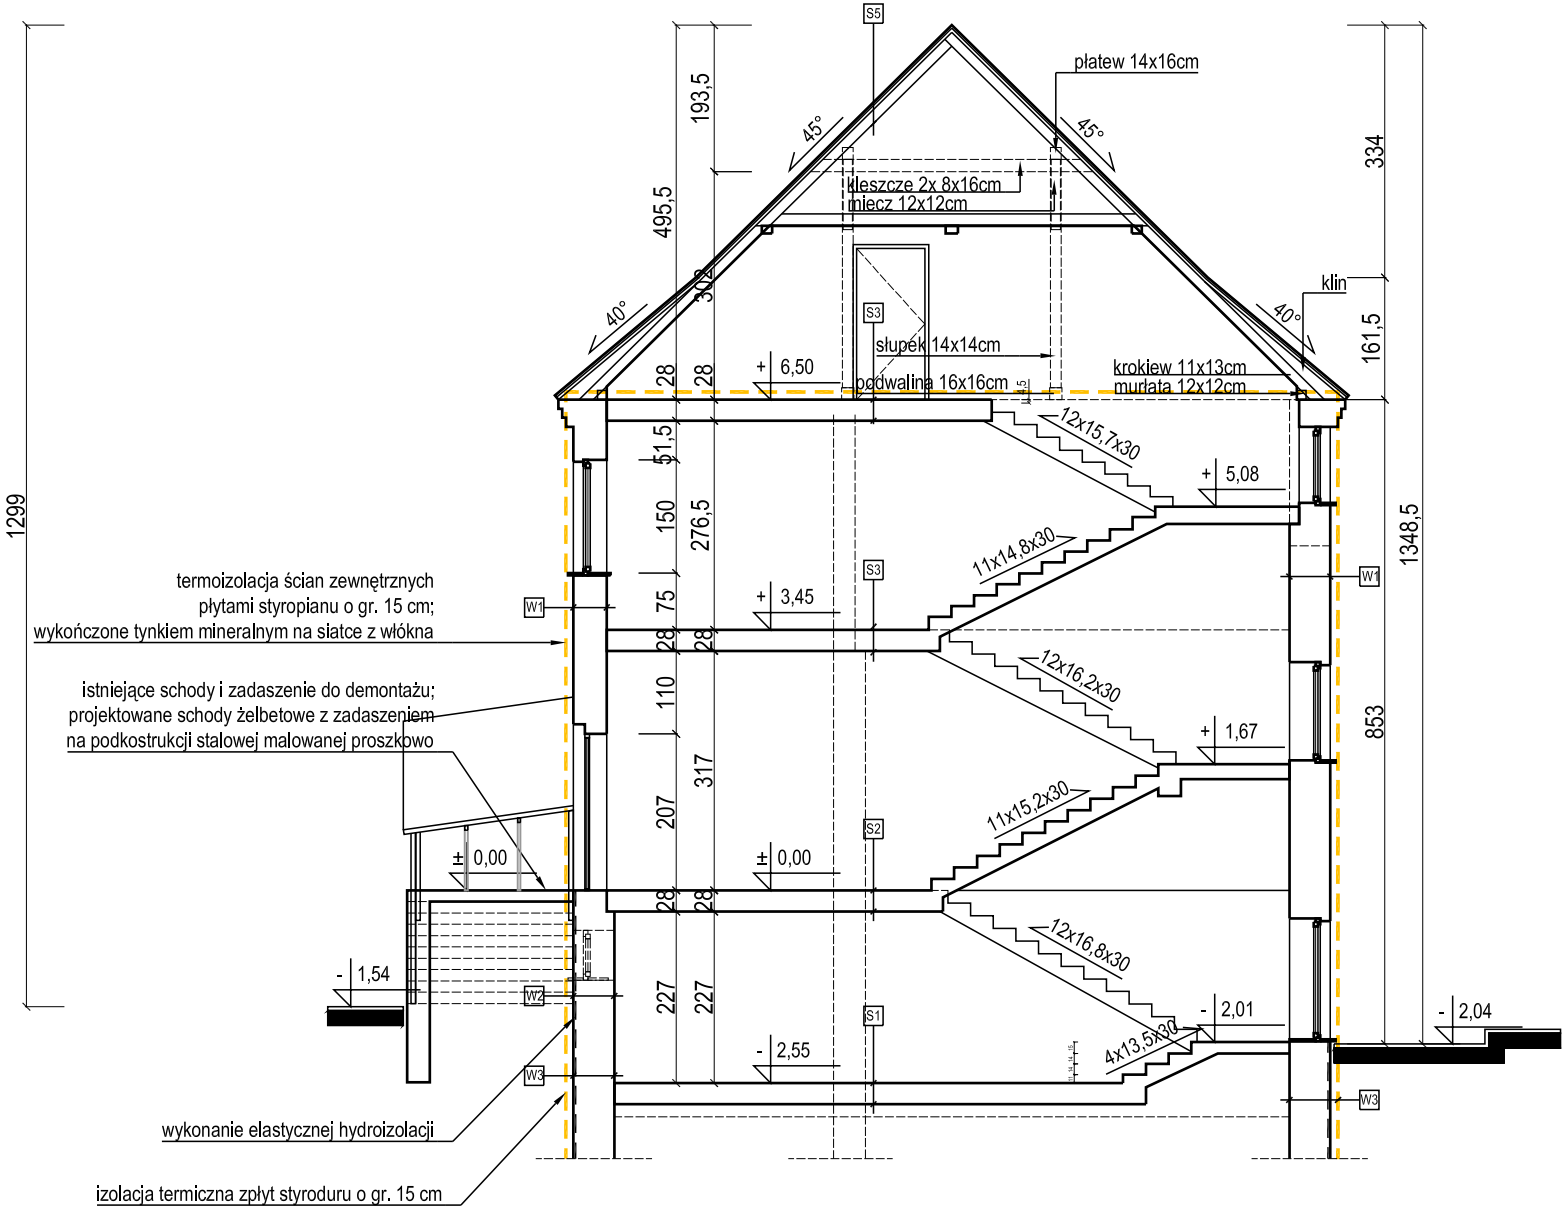 S5
płatew 14x16cm
193,5
45°
45°
334
kleszcze 2x 8x16cm
miecz 12x12cm
495,5
302
klin
40°
40°
S3
161,5
słupek 14x14cm
+ 6,50
28
28
podwalina 16x16cm
4,5
krokiew 11x13cm
murłata 12x12cm
12x15,7x30
51,5
+ 5,08
1299
150
276,5
1348,5
11x14,8x30
termoizolacja ścian zewnętrznych
płytami styropianu o gr. 15 cm;
wykończone tynkiem mineralnym na siatce z włókna
W1
S3
W1
75
+ 3,45
28
28
12x16,2x30
istniejące schody i zadaszenie do demontażu;
projektowane schody żelbetowe z zadaszeniem
na podkostrukcji stalowej malowanej proszkowo
110
853
+ 1,67
317
207
11x15,2x30
S2
± 0,00
± 0,00
28
28
12x16,8x30
- 1,54
W2
227
227
S1
- 2,01
- 2,04
- 2,55
4x13,5x30
W3
W3
wykonanie elastycznej hydroizolacji
izolacja termiczna zpłyt styroduru o gr. 15 cm